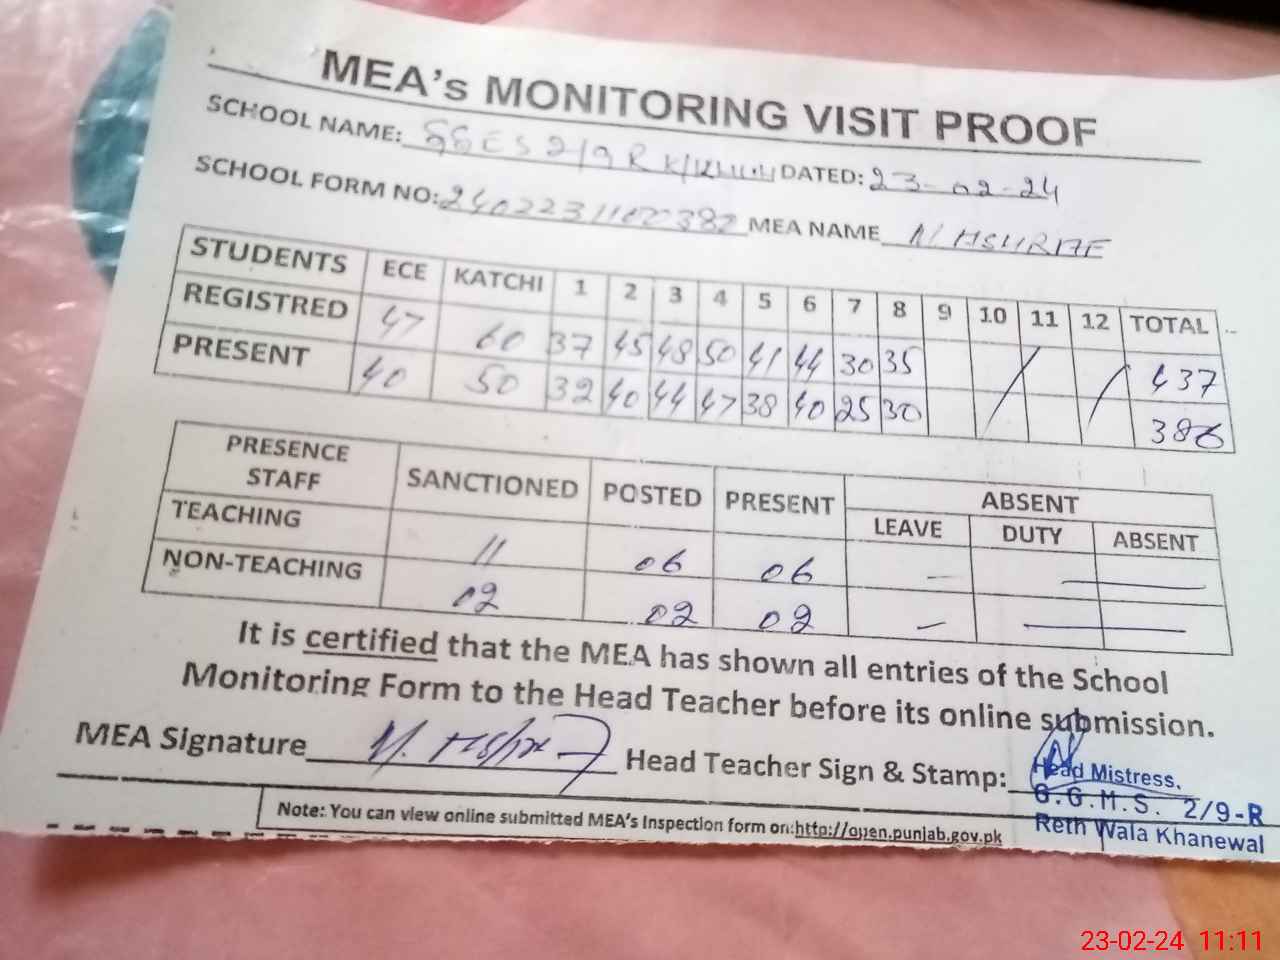 MEA's MONITORING VISIT PROOF
SCHOOL NAME: GGES 2/9 R DATED: 23-02-24
SCHOOL FORM NO: MEA NAME
STUDENTS ECE KATCHI 1 2 3 4 5 6 7 8 9 10 11 12 TOTAL
REGISTRED 47 60 37 45 48 50 41 44 30 35 437
PRESENT 40 50 32 40 44 47 38 40 25 30 386
PRESENCE STAFF SANCTIONED POSTED PRESENT ABSENT
LEAVE DUTY ABSENT
TEACHING 11 06 06 — —
NON-TEACHING 02 02 02 — —
It is certified that the MEA has shown all entries of the School
Monitoring Form to the Head Teacher before its online submission.
MEA Signature Head Teacher Sign & Stamp:
Head Mistress.
G.G.M.S. 2/9-R
Reth Wala Khanewal
Note: You can view online submitted MEA's Inspection form on:http://open.punjab.gov.pk
23-02-24 11:11